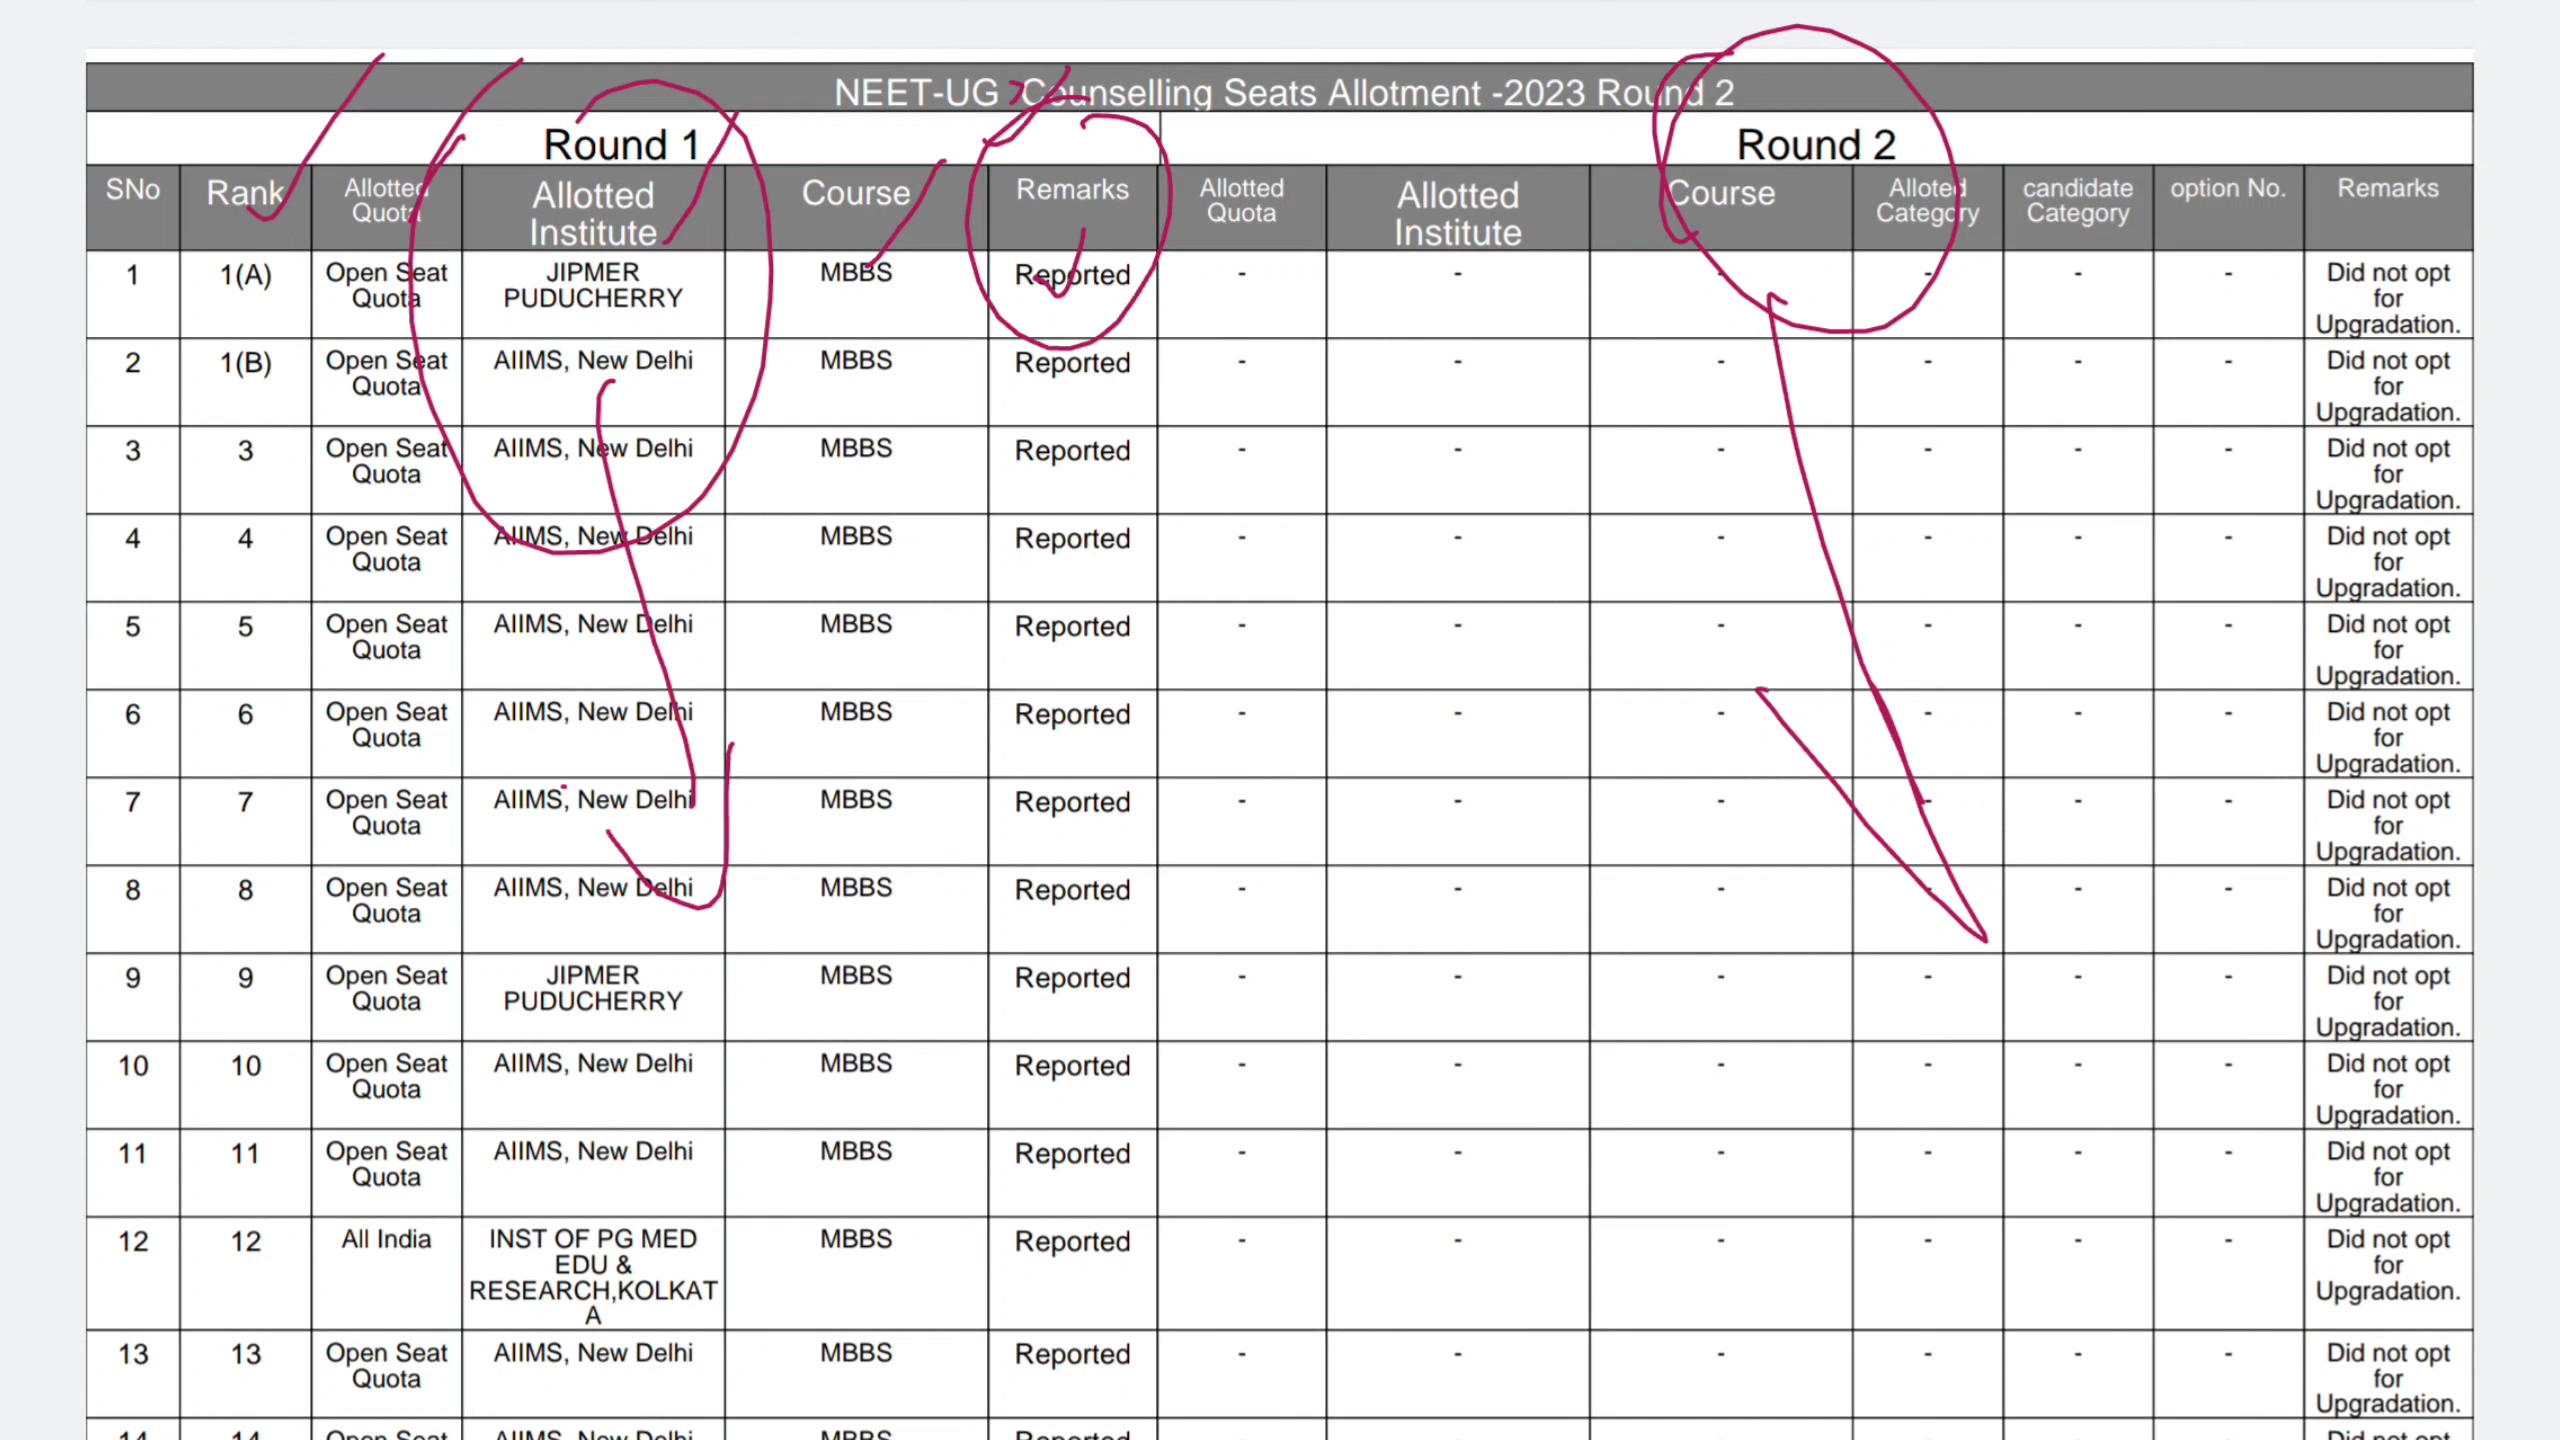 NEET-UG Counselling Seats Allotment -2023 Round 2
Round 1 Round 2
SNo Rank Allotted Quota Allotted Institute Course Remarks Allotted Quota Allotted Institute Course Alloted Category candidate Category option No. Remarks
1 1(A) Open Seat Quota JIPMER PUDUCHERRY MBBS Reported - - - - - - Did not opt for Upgradation.
2 1(B) Open Seat Quota AIIMS, New Delhi MBBS Reported - - - - - - Did not opt for Upgradation.
3 3 Open Seat Quota AIIMS, New Delhi MBBS Reported - - - - - - Did not opt for Upgradation.
4 4 Open Seat Quota AIIMS, New Delhi MBBS Reported - - - - - - Did not opt for Upgradation.
5 5 Open Seat Quota AIIMS, New Delhi MBBS Reported - - - - - - Did not opt for Upgradation.
6 6 Open Seat Quota AIIMS, New Delhi MBBS Reported - - - - - - Did not opt for Upgradation.
7 7 Open Seat Quota AIIMS, New Delhi MBBS Reported - - - - - - Did not opt for Upgradation.
8 8 Open Seat Quota AIIMS, New Delhi MBBS Reported - - - - - - Did not opt for Upgradation.
9 9 Open Seat Quota JIPMER PUDUCHERRY MBBS Reported - - - - - - Did not opt for Upgradation.
10 10 Open Seat Quota AIIMS, New Delhi MBBS Reported - - - - - - Did not opt for Upgradation.
11 11 Open Seat Quota AIIMS, New Delhi MBBS Reported - - - - - - Did not opt for Upgradation.
12 12 All India INST OF PG MED EDU & RESEARCH,KOLKATA MBBS Reported - - - - - - Did not opt for Upgradation.
13 13 Open Seat Quota AIIMS, New Delhi MBBS Reported - - - - - - Did not opt for Upgradation.
14 14 Open Seat AIIMS, New Delhi MBBS Reported Did not opt